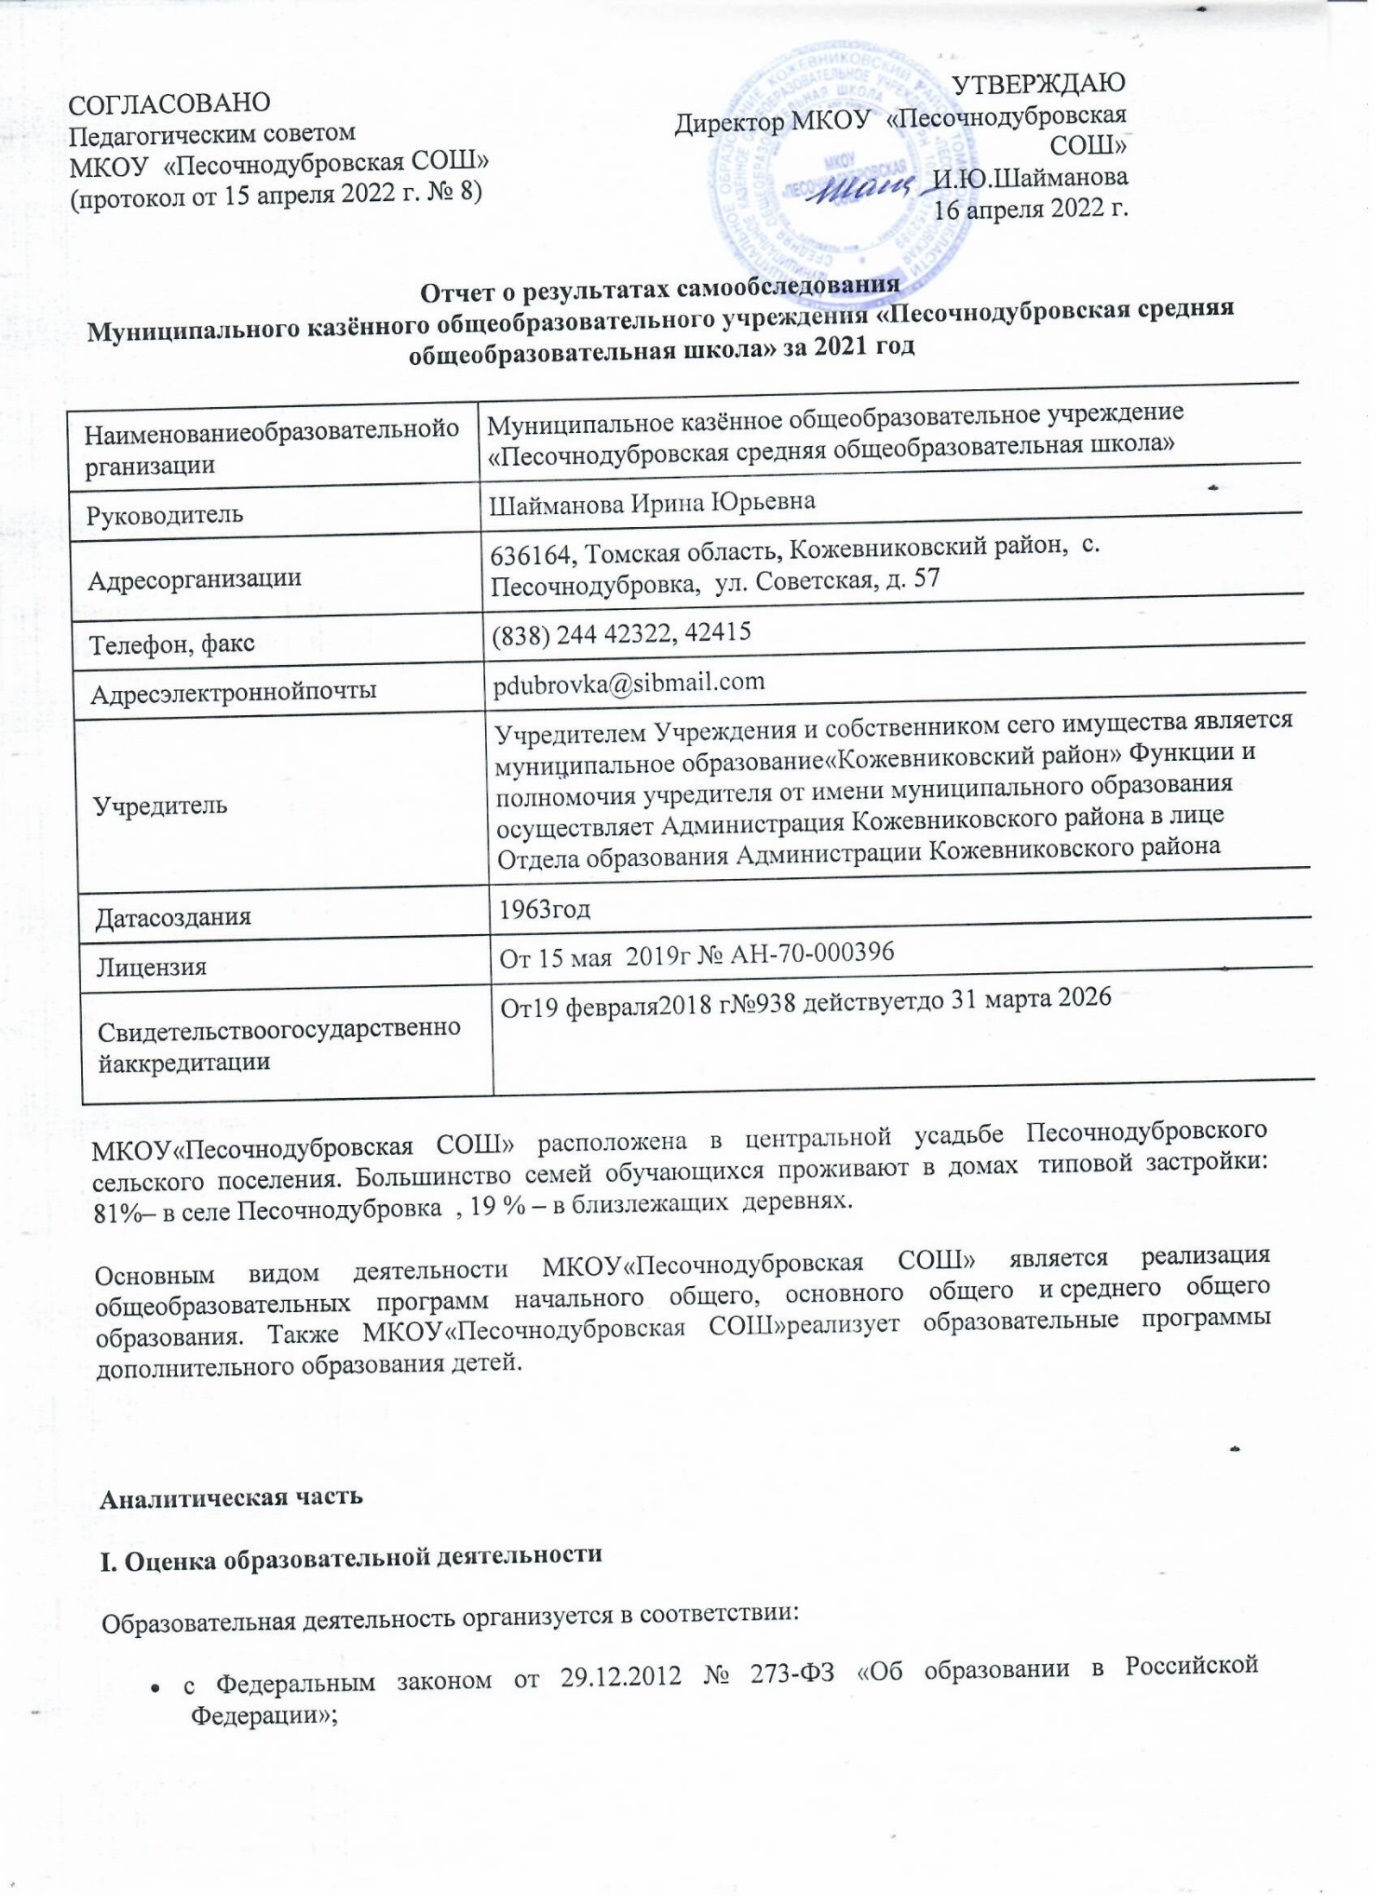 СОГЛАСОВАНО
Педагогическим советом
МКОУ «Песочнодубровская СОШ»
(протокол от 15 апреля 2022 г. № 8)
УТВЕРЖДАЮ
Директор МКОУ «Песочнодубровская
СОШ»
И.Ю.Шайманова
16 апреля 2022 г.
Отчет о результатах самообследования
Муниципального казённого общеобразовательного учреждения «Песочнодубровская средняя
общеобразовательная школа» за 2021 год
Наименованиеобразовательнойо
рганизации
Муниципальное казённое общеобразовательное учреждение
«Песочнодубровская средняя общеобразовательная школа»
Руководитель
Шайманова Ирина Юрьевна
Адресорганизации
636164, Томская область, Кожевниковский район, с.
Песочнодубровка, ул. Советская, д. 57
Телефон, факс
(838) 244 42322, 42415
Адресэлектроннойпочты
pdubrovka@sibmail.com
Учредитель
Учредителем Учреждения и собственником сего имущества является
муниципальное образование«Кожевниковский район» Функции и
полномочия учредителя от имени муниципального образования
осуществляет Администрация Кожевниковского района в лице
Отдела образования Администрации Кожевниковского района
Датасоздания
1963год
Лицензия
От 15 мая 2019г № АН-70-000396
Свидетельствоогосударственно
йаккредитации
От19 февраля2018 г№938 действуетдо 31 марта 2026
МКОУ«Песочнодубровская СОШ» расположена в центральной усадьбе Песочнодубровского
сельского поселения. Большинство семей обучающихся проживают в домах типовой застройки:
81%– в селе Песочнодубровка , 19 % – в близлежащих деревнях.
Основным видом деятельности МКОУ«Песочнодубровская СОШ» является реализация
общеобразовательных программ начального общего, основного общего и среднего общего
образования. Также МКОУ«Песочнодубровская СОШ»реализует образовательные программы
дополнительного образования детей.
Аналитическая часть
I. Оценка образовательной деятельности
Образовательная деятельность организуется в соответствии:
• с Федеральным законом от 29.12.2012 № 273-ФЗ «Об образовании в Российской
Федерации»;